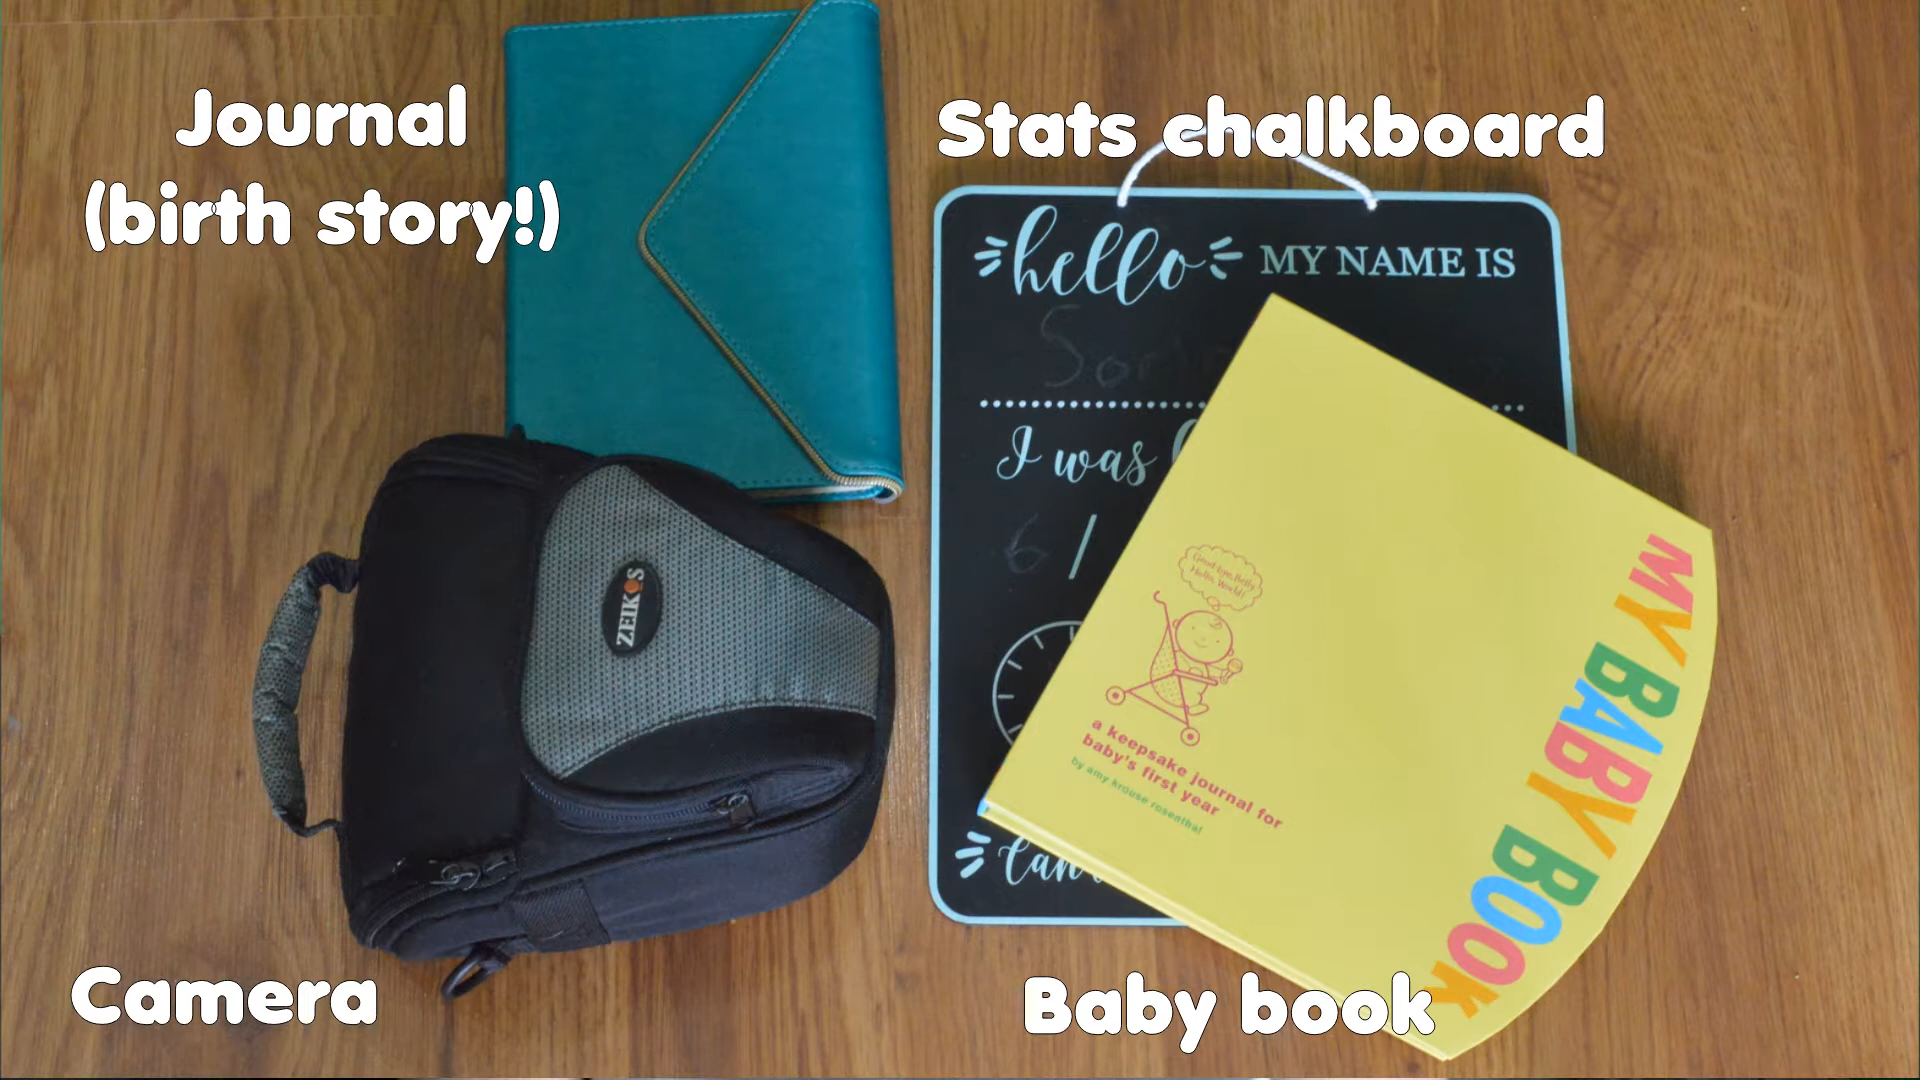 Journal
(birth story!)
Stats chalkboard
hello MY NAME IS
I was
6 /
ZEIKOS
Good-bye, Belly.
Hello, World!
a keepsake journal for
baby's first year
by amy krouse rosenthal
MY BABY BOOK
Camera
Baby book